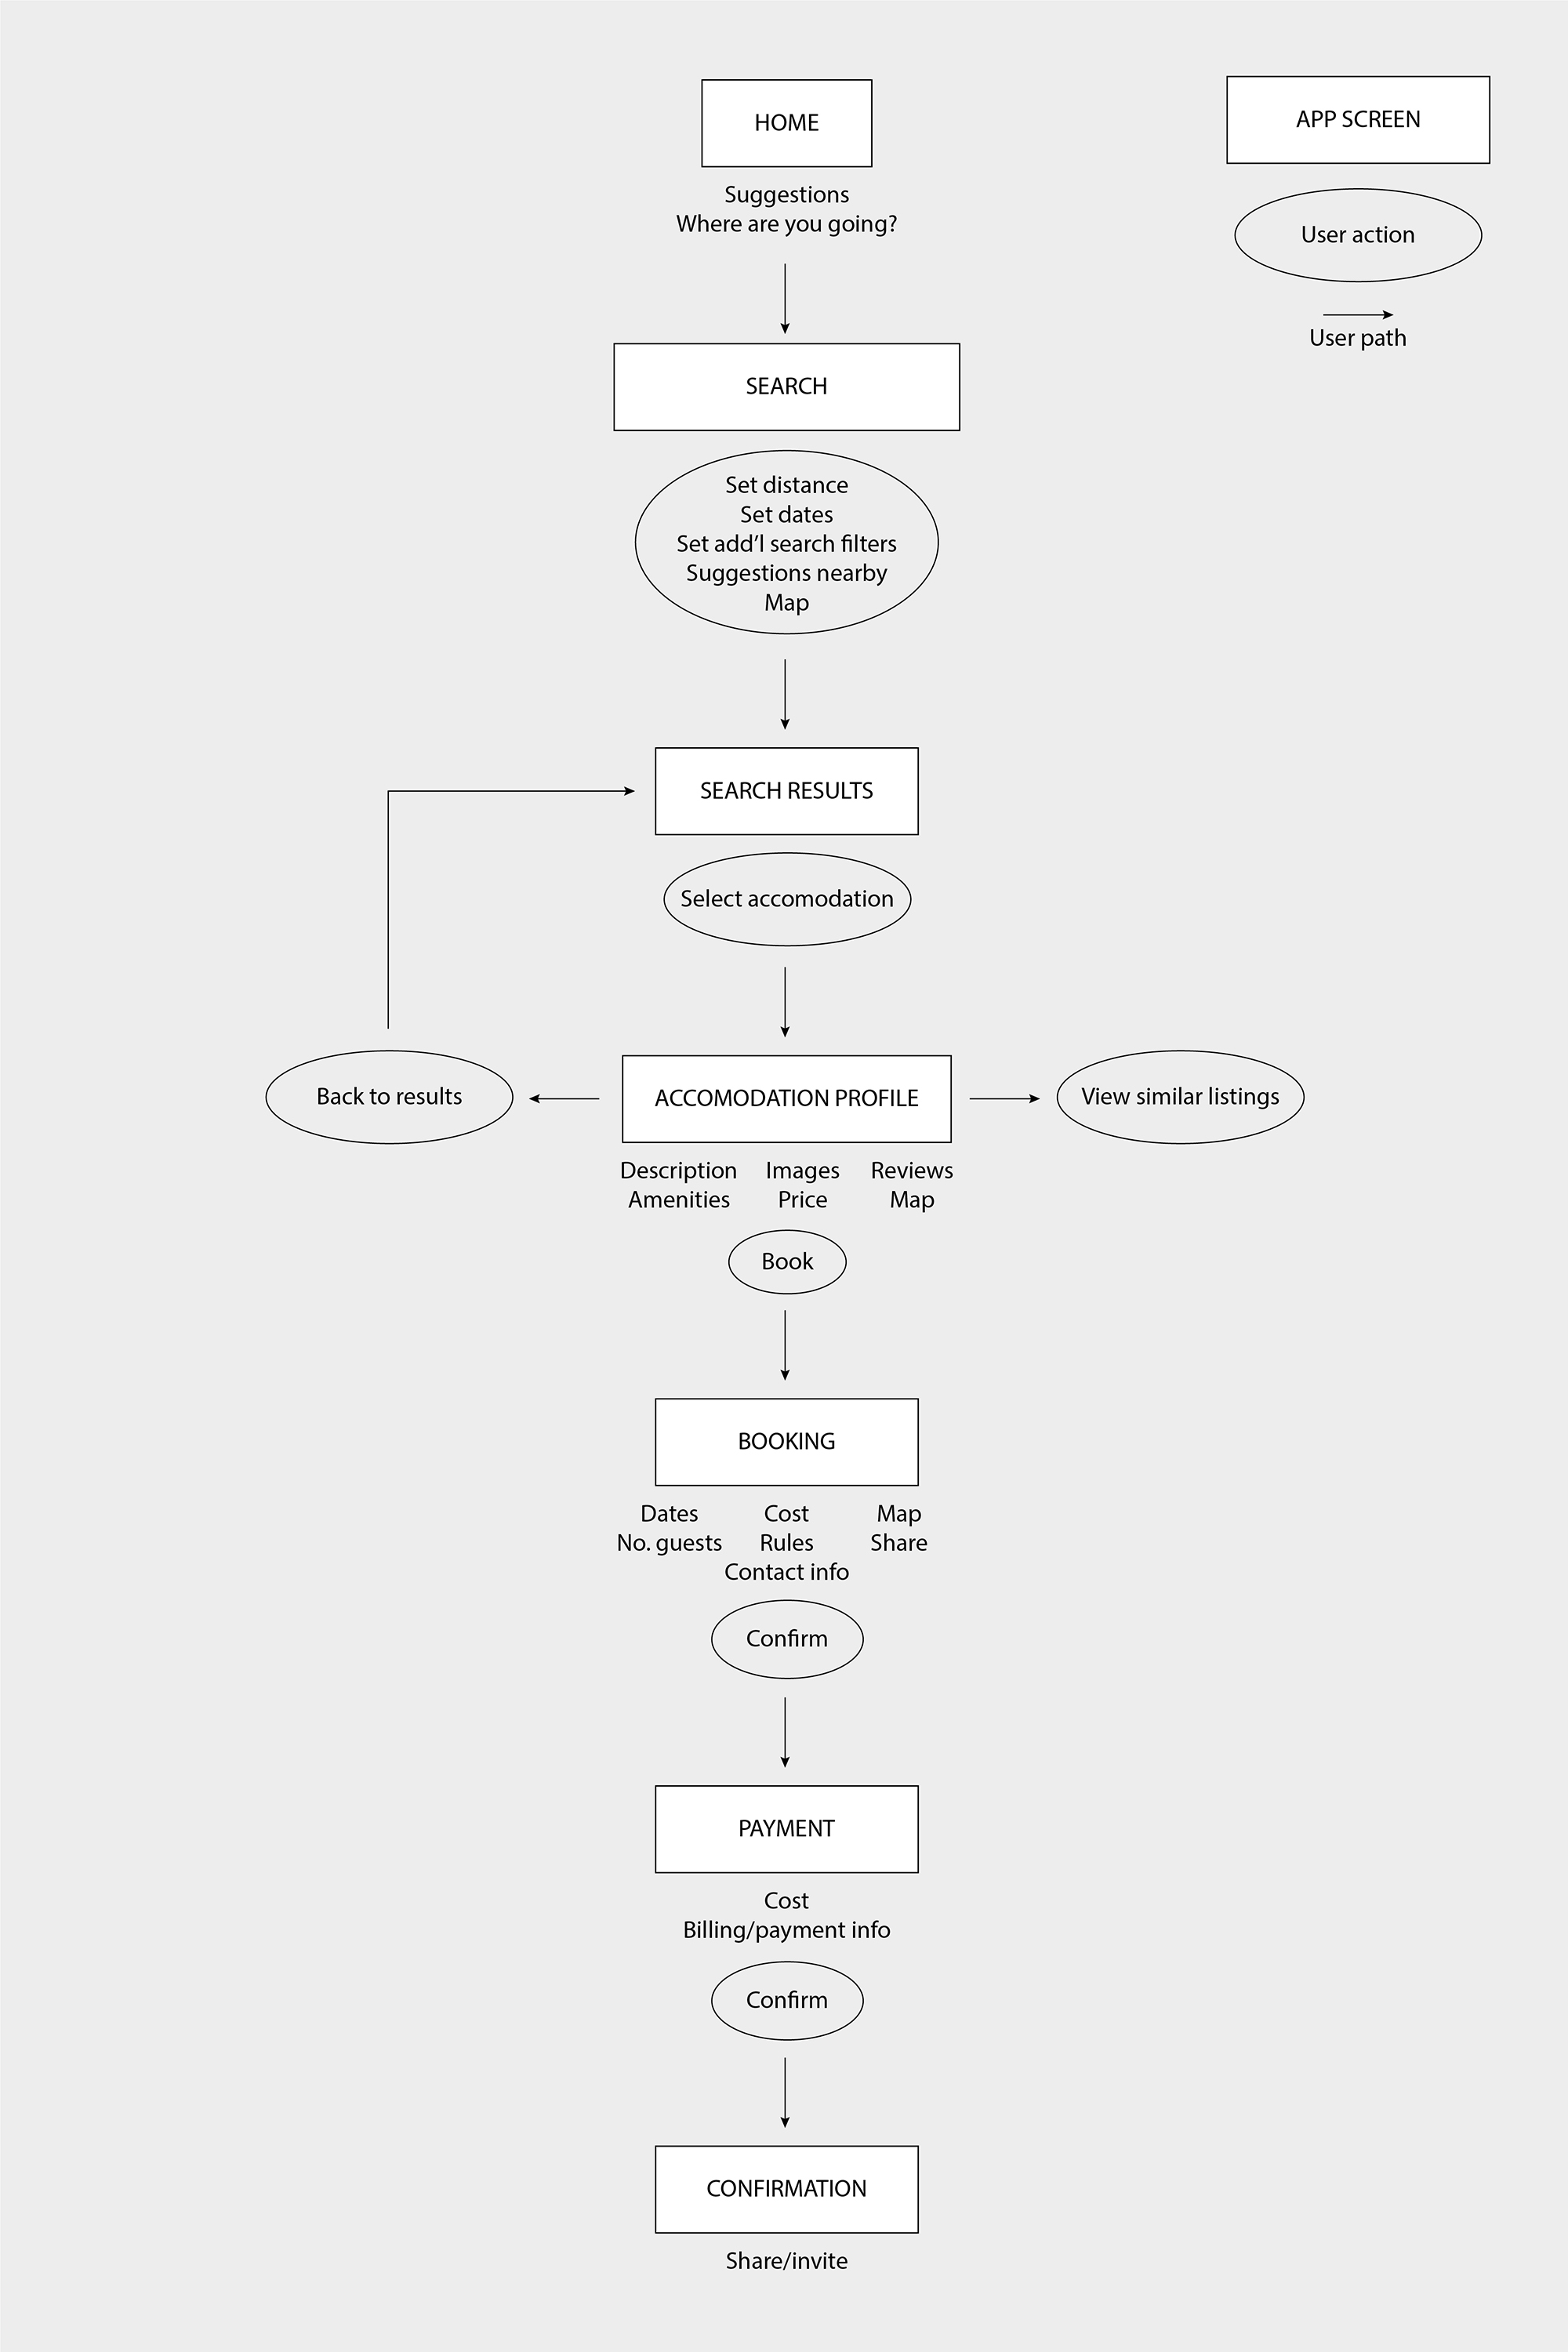 HOME
Suggestions
Where are you going?
APP SCREEN
User action
User path
SEARCH
Set distance
Set dates
Set add’l search filters
Suggestions nearby
Map
SEARCH RESULTS
Select accomodation
Back to results
ACCOMODATION PROFILE
View similar listings
Description Images Reviews
Amenities Price Map
Book
BOOKING
Dates Cost Map
No. guests Rules Share
Contact info
Confirm
PAYMENT
Cost
Billing/payment info
Confirm
CONFIRMATION
Share/invite